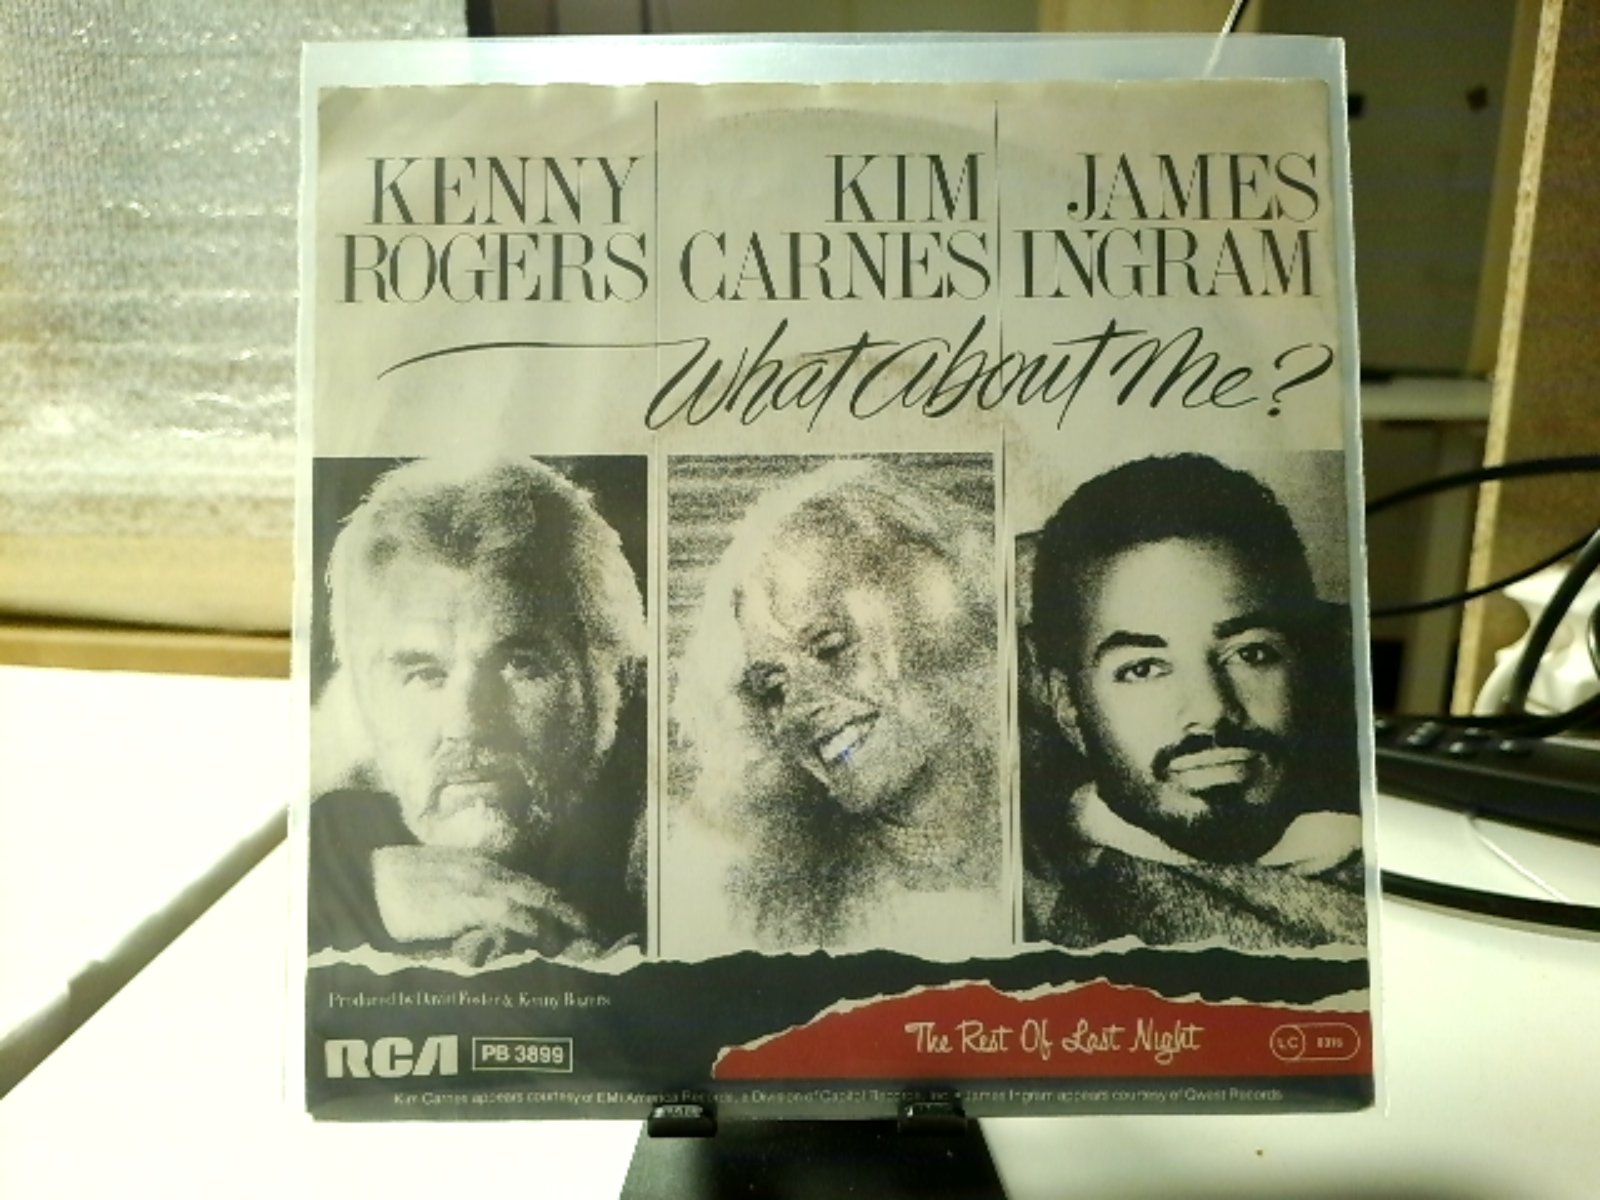 KENNY
ROGERS
KIM
CARNES
JAMES
INGRAM
What About Me?
Produced by David Foster & Kenny Rogers
RCA
PB 3899
The Rest Of Last Night
LC
Kim Carnes appears courtesy of EMI America Records, a Division of Capitol Records, Inc. • James Ingram appears courtesy of Qwest Records